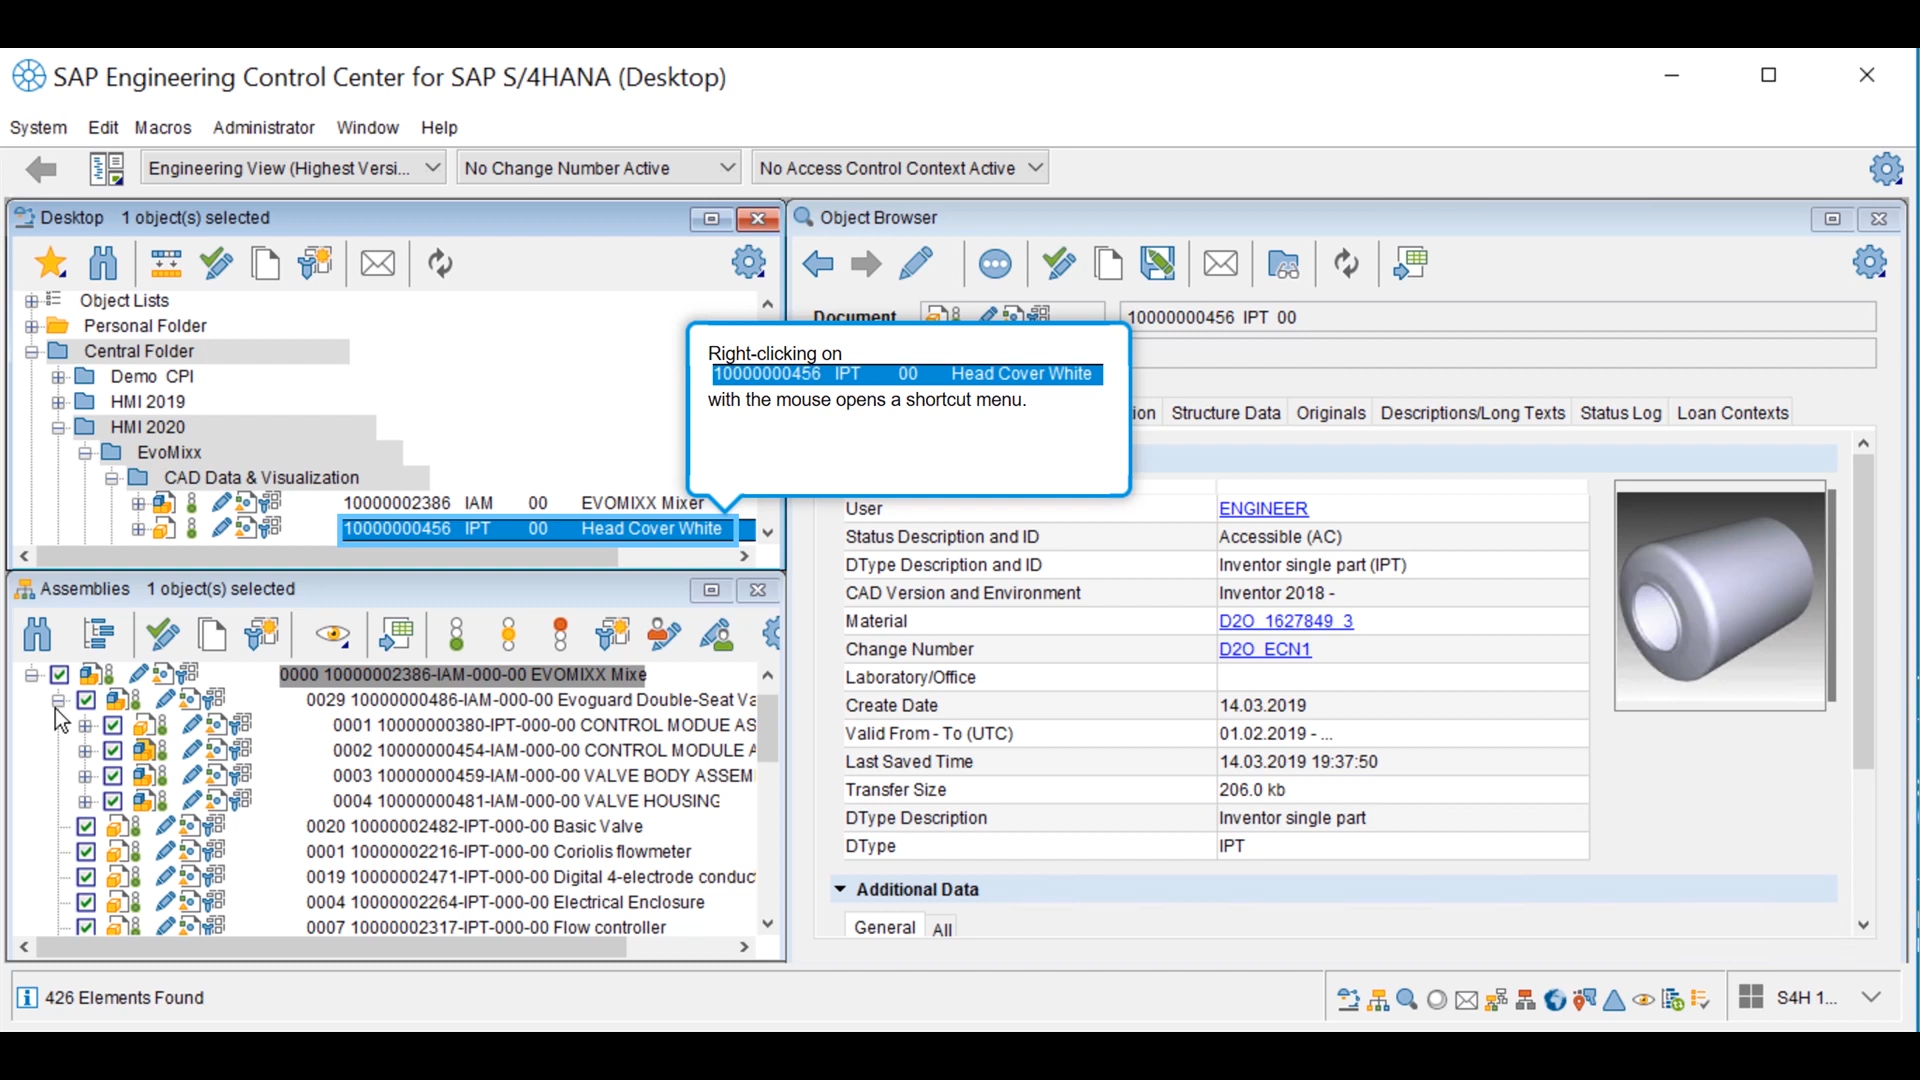 SAP Engineering Control Center for SAP S/4HANA (Desktop)
System Edit Macros Administrator Window Help
Engineering View (Highest Versi... No Change Number Active No Access Control Context Active
Desktop 1 object(s) selected
Object Lists
Personal Folder
Central Folder
Demo CPI
HMI 2019
HMI 2020
EvoMixx
CAD Data & Visualization
10000002386 IAM 00 EVOMIXX Mixer
10000000456 IPT 00 Head Cover White
Right-clicking on
10000000456 IPT 00 Head Cover White
with the mouse opens a shortcut menu.
Assemblies 1 object(s) selected
0000 10000002386-IAM-000-00 EVOMIXX Mixe
0029 10000000486-IAM-000-00 Evoguard Double-Seat Va
0001 10000000380-IPT-000-00 CONTROL MODUE AS
0002 10000000454-IAM-000-00 CONTROL MODULE A
0003 10000000459-IAM-000-00 VALVE BODY ASSEM
0004 10000000481-IAM-000-00 VALVE HOUSING
0020 10000002482-IPT-000-00 Basic Valve
0001 10000002216-IPT-000-00 Coriolis flowmeter
0019 10000002471-IPT-000-00 Digital 4-electrode conduc
0004 10000002264-IPT-000-00 Electrical Enclosure
0007 10000002317-IPT-000-00 Flow controller
Object Browser
Document 10000000456 IPT 00
ion Structure Data Originals Descriptions/Long Texts Status Log Loan Contexts
User ENGINEER
Status Description and ID Accessible (AC)
DType Description and ID Inventor single part (IPT)
CAD Version and Environment Inventor 2018 -
Material D2O_1627849_3
Change Number D2O_ECN1
Laboratory/Office
Create Date 14.03.2019
Valid From - To (UTC) 01.02.2019 - ...
Last Saved Time 14.03.2019 19:37:50
Transfer Size 206.0 kb
DType Description Inventor single part
DType IPT
Additional Data
General All
426 Elements Found
S4H 1...